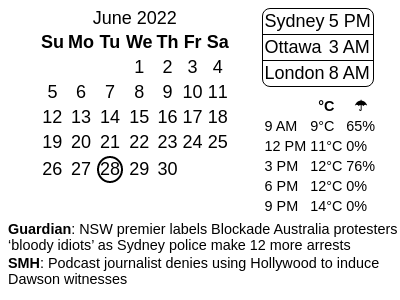 June 2022
Su Mo Tu We Th Fr Sa
1 2 3 4
5 6 7 8 9 10 11
12 13 14 15 16 17 18
19 20 21 22 23 24 25
26 27 28 29 30
Sydney 5 PM
Ottawa 3 AM
London 8 AM
°C ☂
9 AM 9°C 65%
12 PM 11°C 0%
3 PM 12°C 76%
6 PM 12°C 0%
9 PM 14°C 0%
Guardian: NSW premier labels Blockade Australia protesters
‘bloody idiots’ as Sydney police make 12 more arrests
SMH: Podcast journalist denies using Hollywood to induce
Dawson witnesses